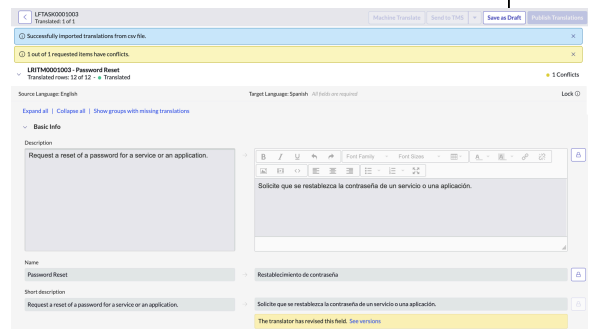 LFTASK0001003
Translated: 1 of 1
Machine Translate Send to TMS Save as Draft Publish Translations
Successfully imported translations from csv file.
1 out of 1 requested items have conflicts.
LRITM0001003 - Password Reset
Translated rows: 12 of 12 - Translated
1 Conflicts
Source Language: English Target Language: Spanish All fields are required Lock
Expand all | Collapse all | Show groups with missing translations
Basic Info
Description
Request a reset of a password for a service or an application.
B I U Font Family Font Sizes A
Solicite que se restablezca la contraseña de un servicio o una aplicación.
Name
Password Reset Restablecimiento de contraseña
Short description
Request a reset of a password for a service or an application. Solicite que se restablezca la contraseña de un servicio o una aplicación.
The translator has revised this field. See versions